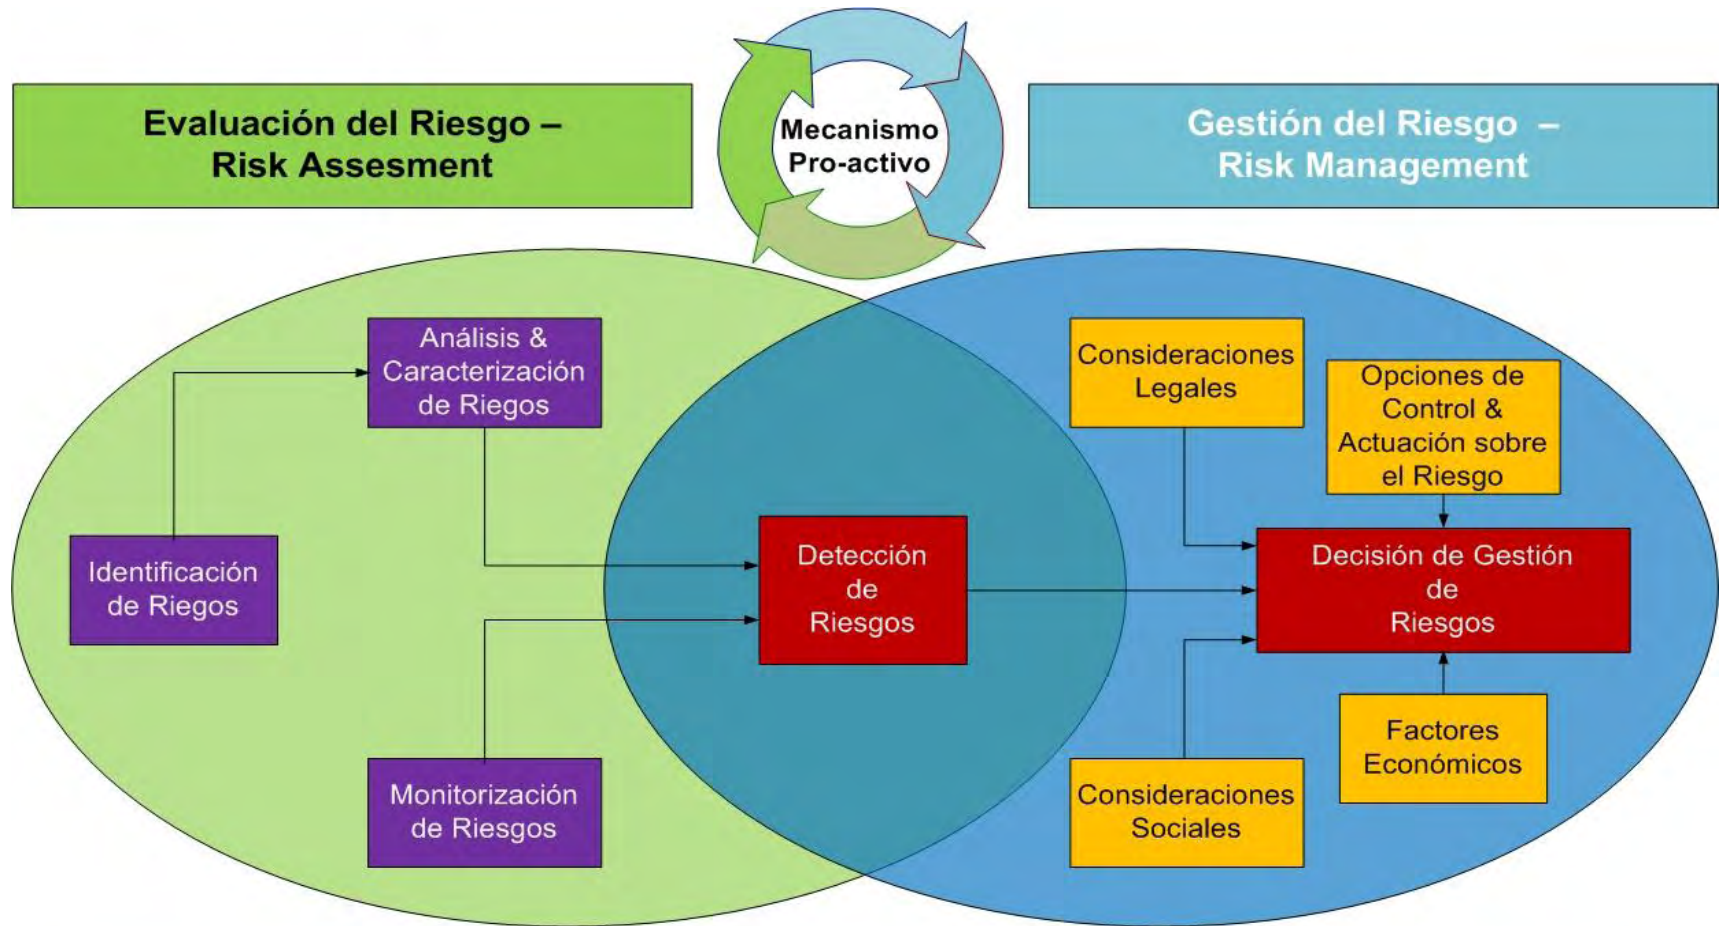 Evaluación del Riesgo –
Risk Assesment
Mecanismo
Pro-activo
Gestión del Riesgo –
Risk Management
Análisis &
Caracterización
de Riegos
Identificación
de Riegos
Monitorización
de Riesgos
Detección
de
Riesgos
Consideraciones
Legales
Opciones de
Control &
Actuación sobre
el Riesgo
Decisión de Gestión
de
Riesgos
Factores
Económicos
Consideraciones
Sociales